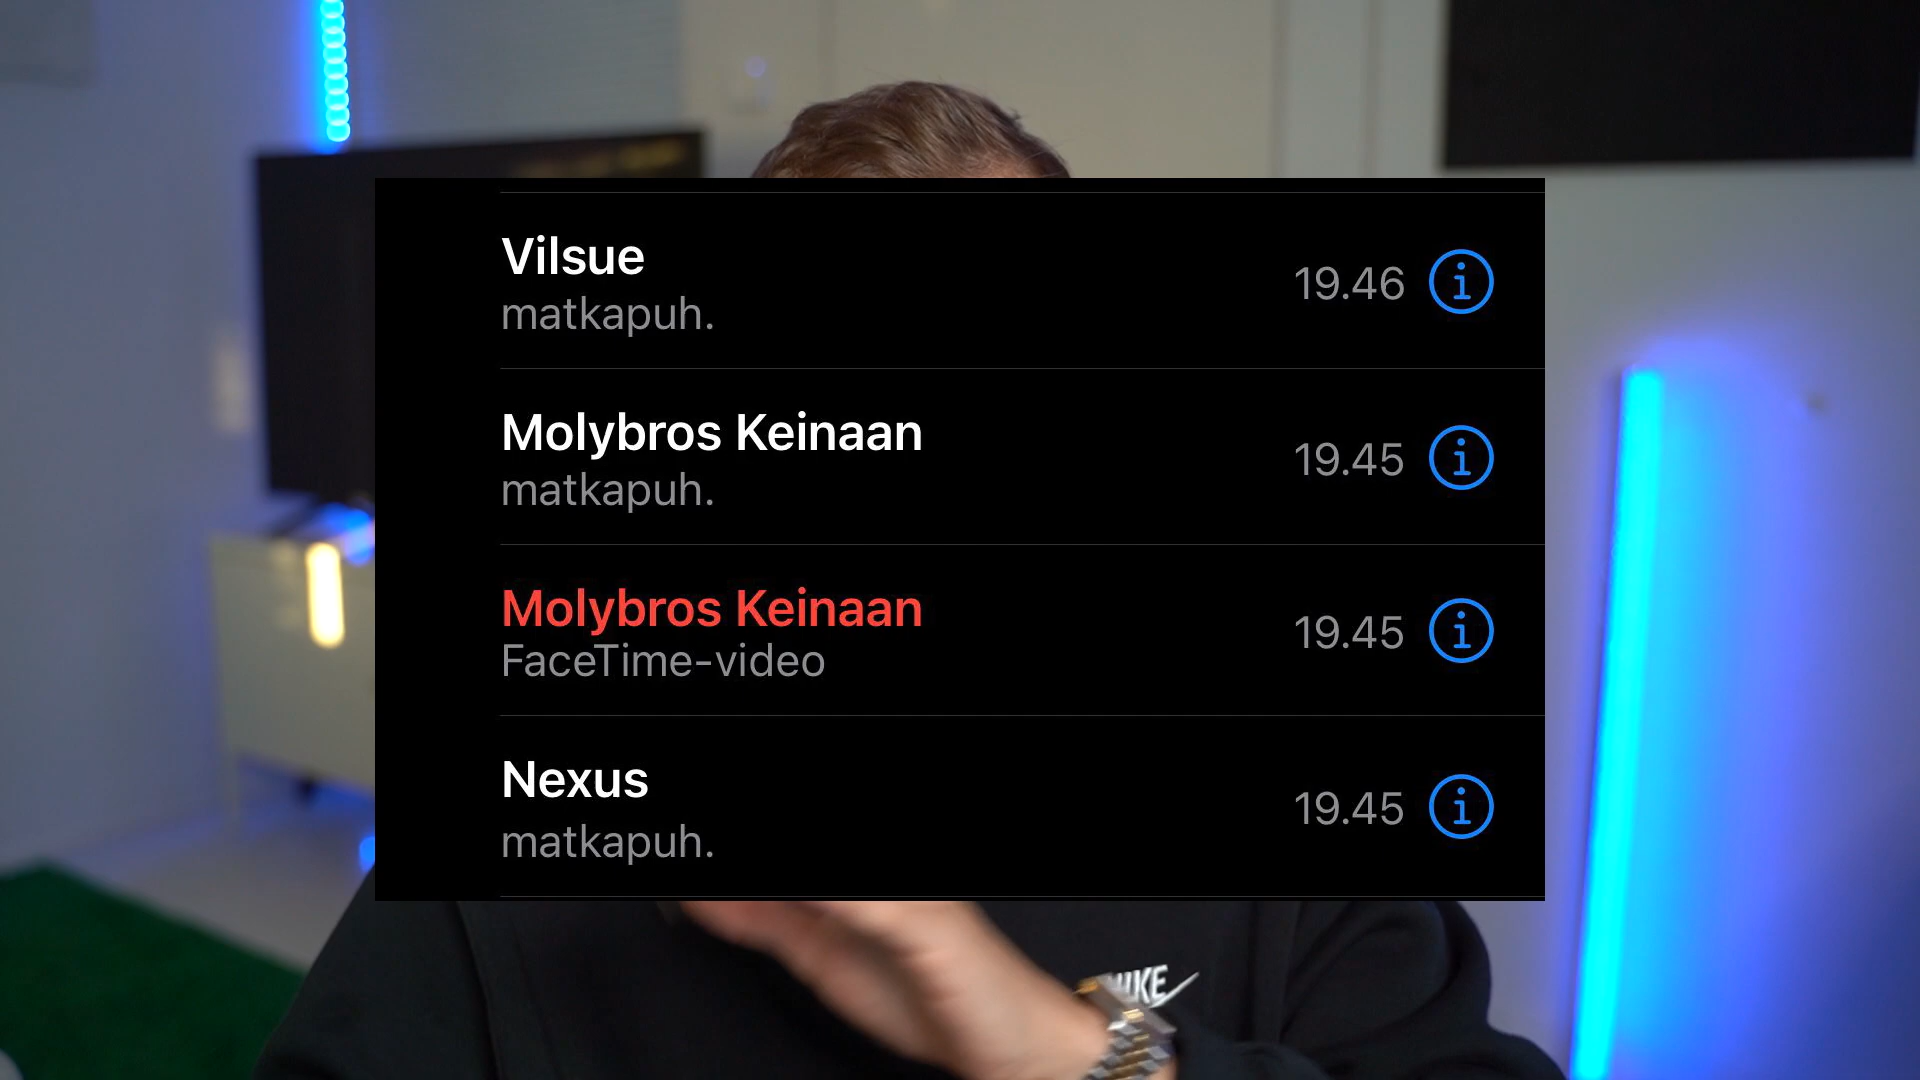 Vilsue
matkapuh.
19.46
Molybros Keinaan
matkapuh.
19.45
Molybros Keinaan
FaceTime-video
19.45
Nexus
matkapuh.
19.45
NIKE